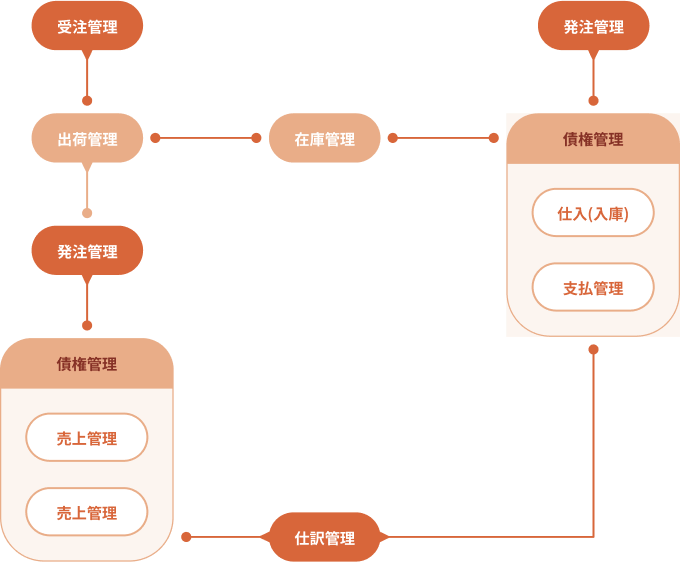 受注管理
発注管理
出荷管理
在庫管理
債権管理
仕入(入庫)
支払管理
発注管理
債権管理
売上管理
売上管理
仕訳管理